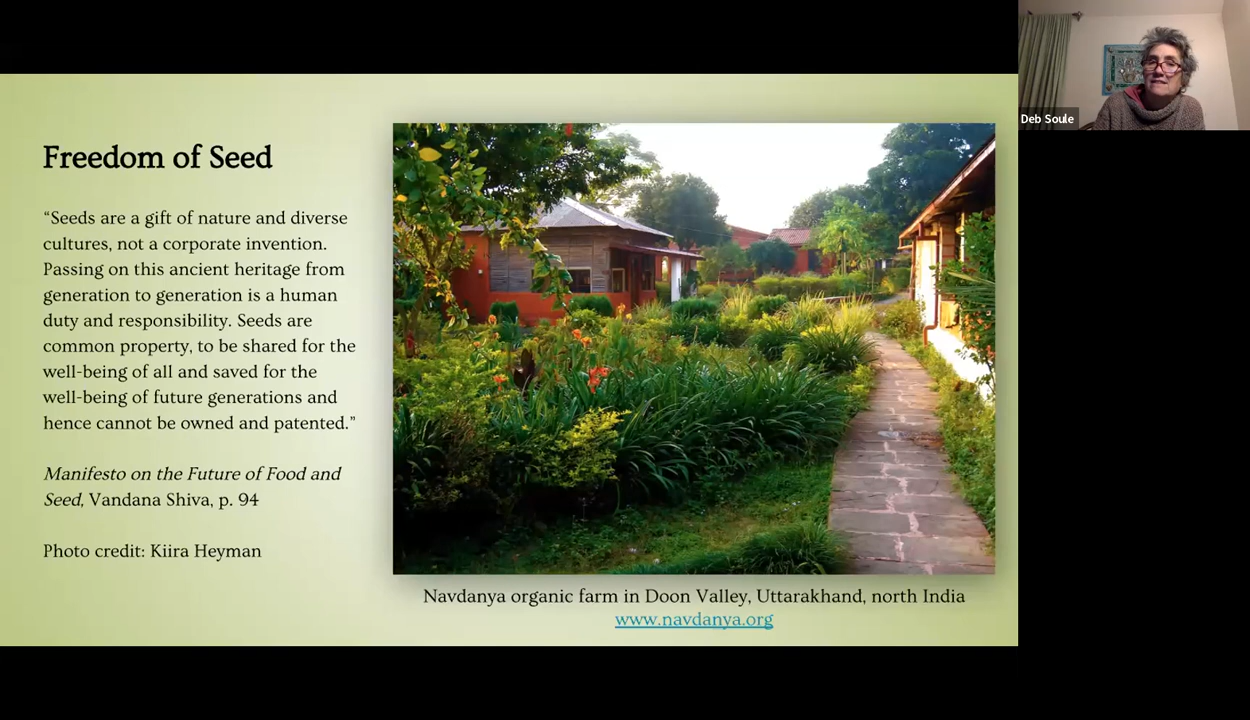 Deb Soule
Freedom of Seed
“Seeds are a gift of nature and diverse
cultures, not a corporate invention.
Passing on this ancient heritage from
generation to generation is a human
duty and responsibility. Seeds are
common property, to be shared for the
well-being of all and saved for the
well-being of future generations and
hence cannot be owned and patented.”
Manifesto on the Future of Food and
Seed, Vandana Shiva, p. 94
Photo credit: Kiira Heyman
Navdanya organic farm in Doon Valley, Uttarakhand, north India
www.navdanya.org